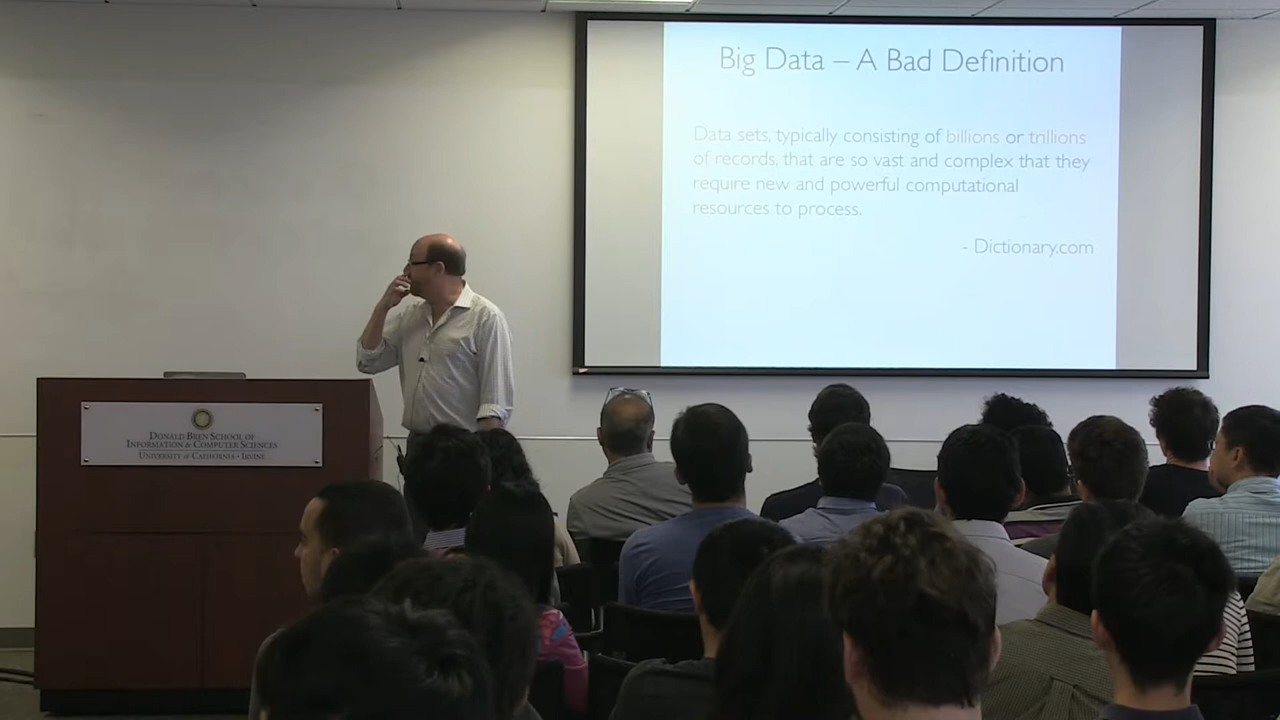 Big Data – A Bad Definition
Data sets, typically consisting of billions or trillions
of records, that are so vast and complex that they
require new and powerful computational
resources to process.
- Dictionary.com
DONALD BREN SCHOOL OF
INFORMATION & COMPUTER SCIENCES
UNIVERSITY OF CALIFORNIA - IRVINE